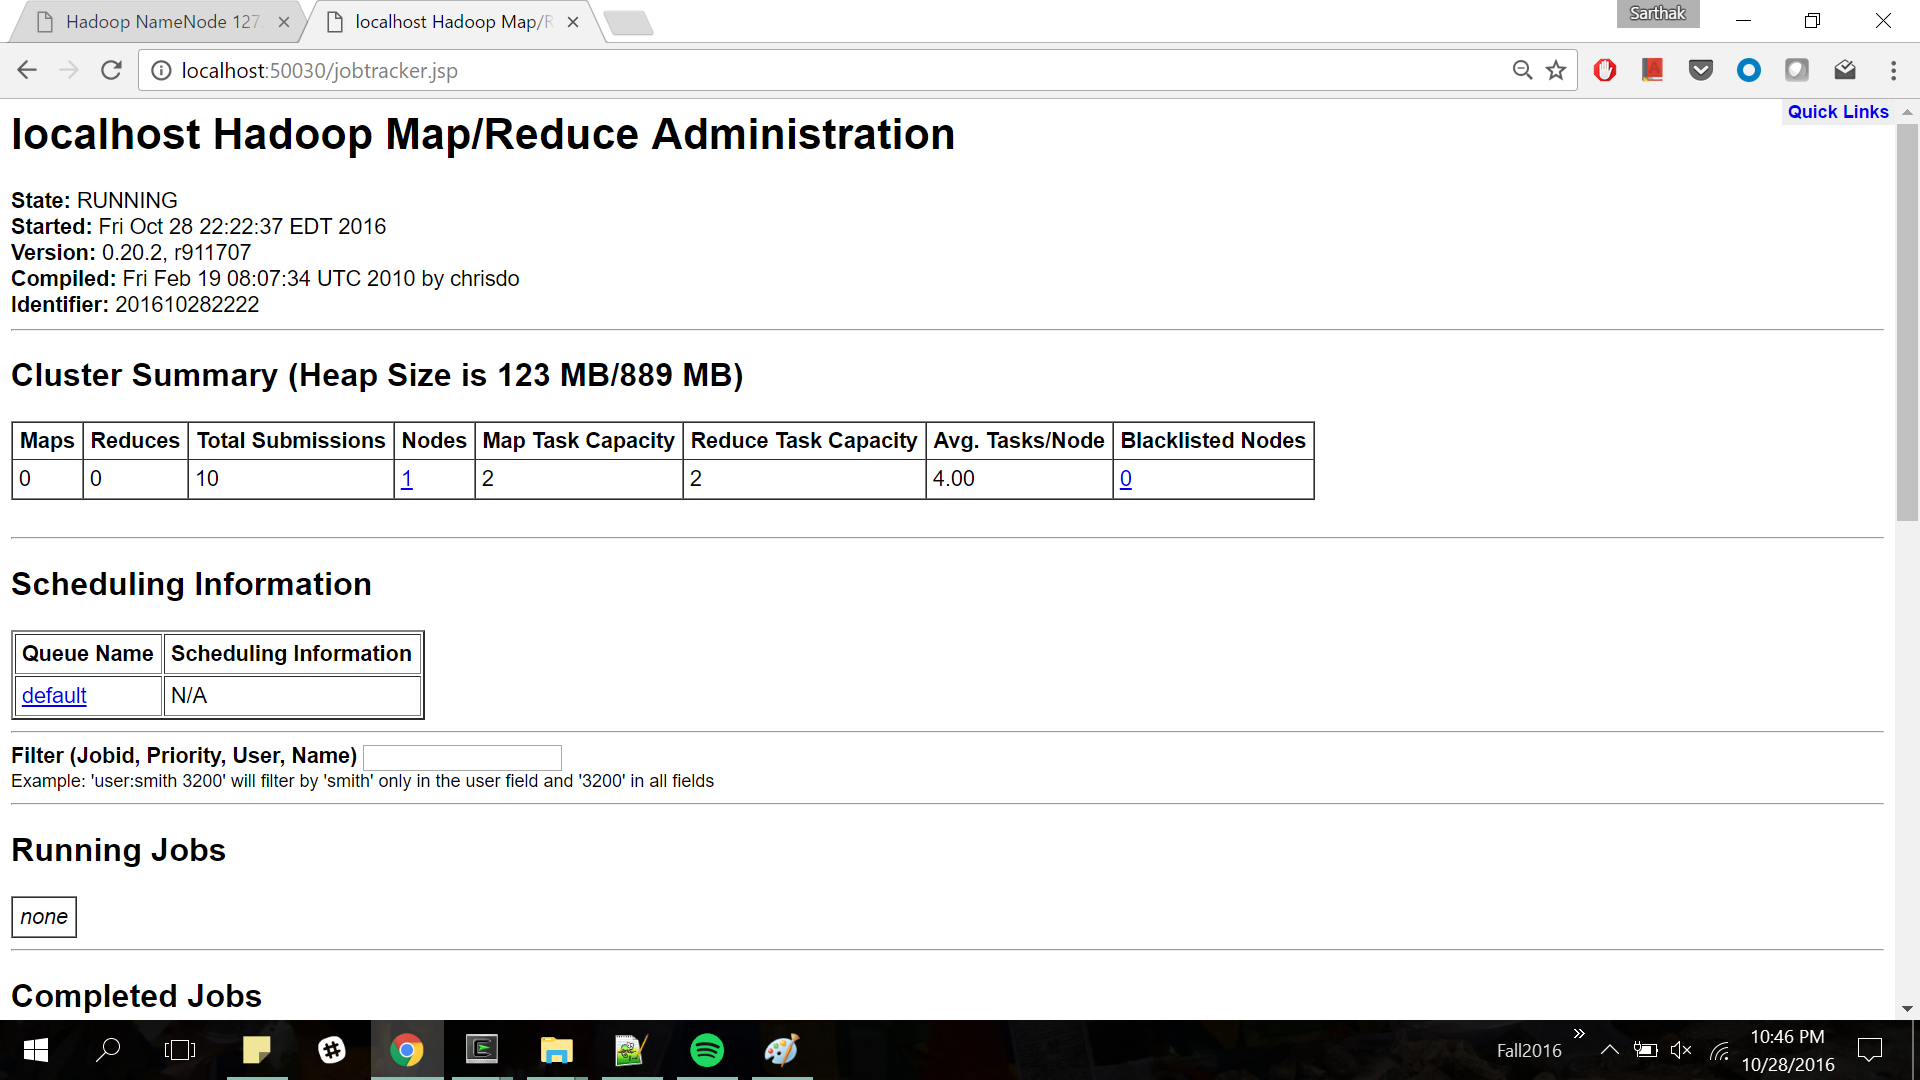 Hadoop NameNode 127.
localhost Hadoop Map/R
Sarthak
localhost:50030/jobtracker.jsp
Quick Links
localhost Hadoop Map/Reduce Administration
State: RUNNING
Started: Fri Oct 28 22:22:37 EDT 2016
Version: 0.20.2, r911707
Compiled: Fri Feb 19 08:07:34 UTC 2010 by chrisdo
Identifier: 201610282222
Cluster Summary (Heap Size is 123 MB/889 MB)
Maps Reduces Total Submissions Nodes Map Task Capacity Reduce Task Capacity Avg. Tasks/Node Blacklisted Nodes
0 0 10 1 2 2 4.00 0
Scheduling Information
Queue Name Scheduling Information
default N/A
Filter (Jobid, Priority, User, Name)
Example: 'user:smith 3200' will filter by 'smith' only in the user field and '3200' in all fields
Running Jobs
none
Completed Jobs
Fall2016
10:46 PM
10/28/2016